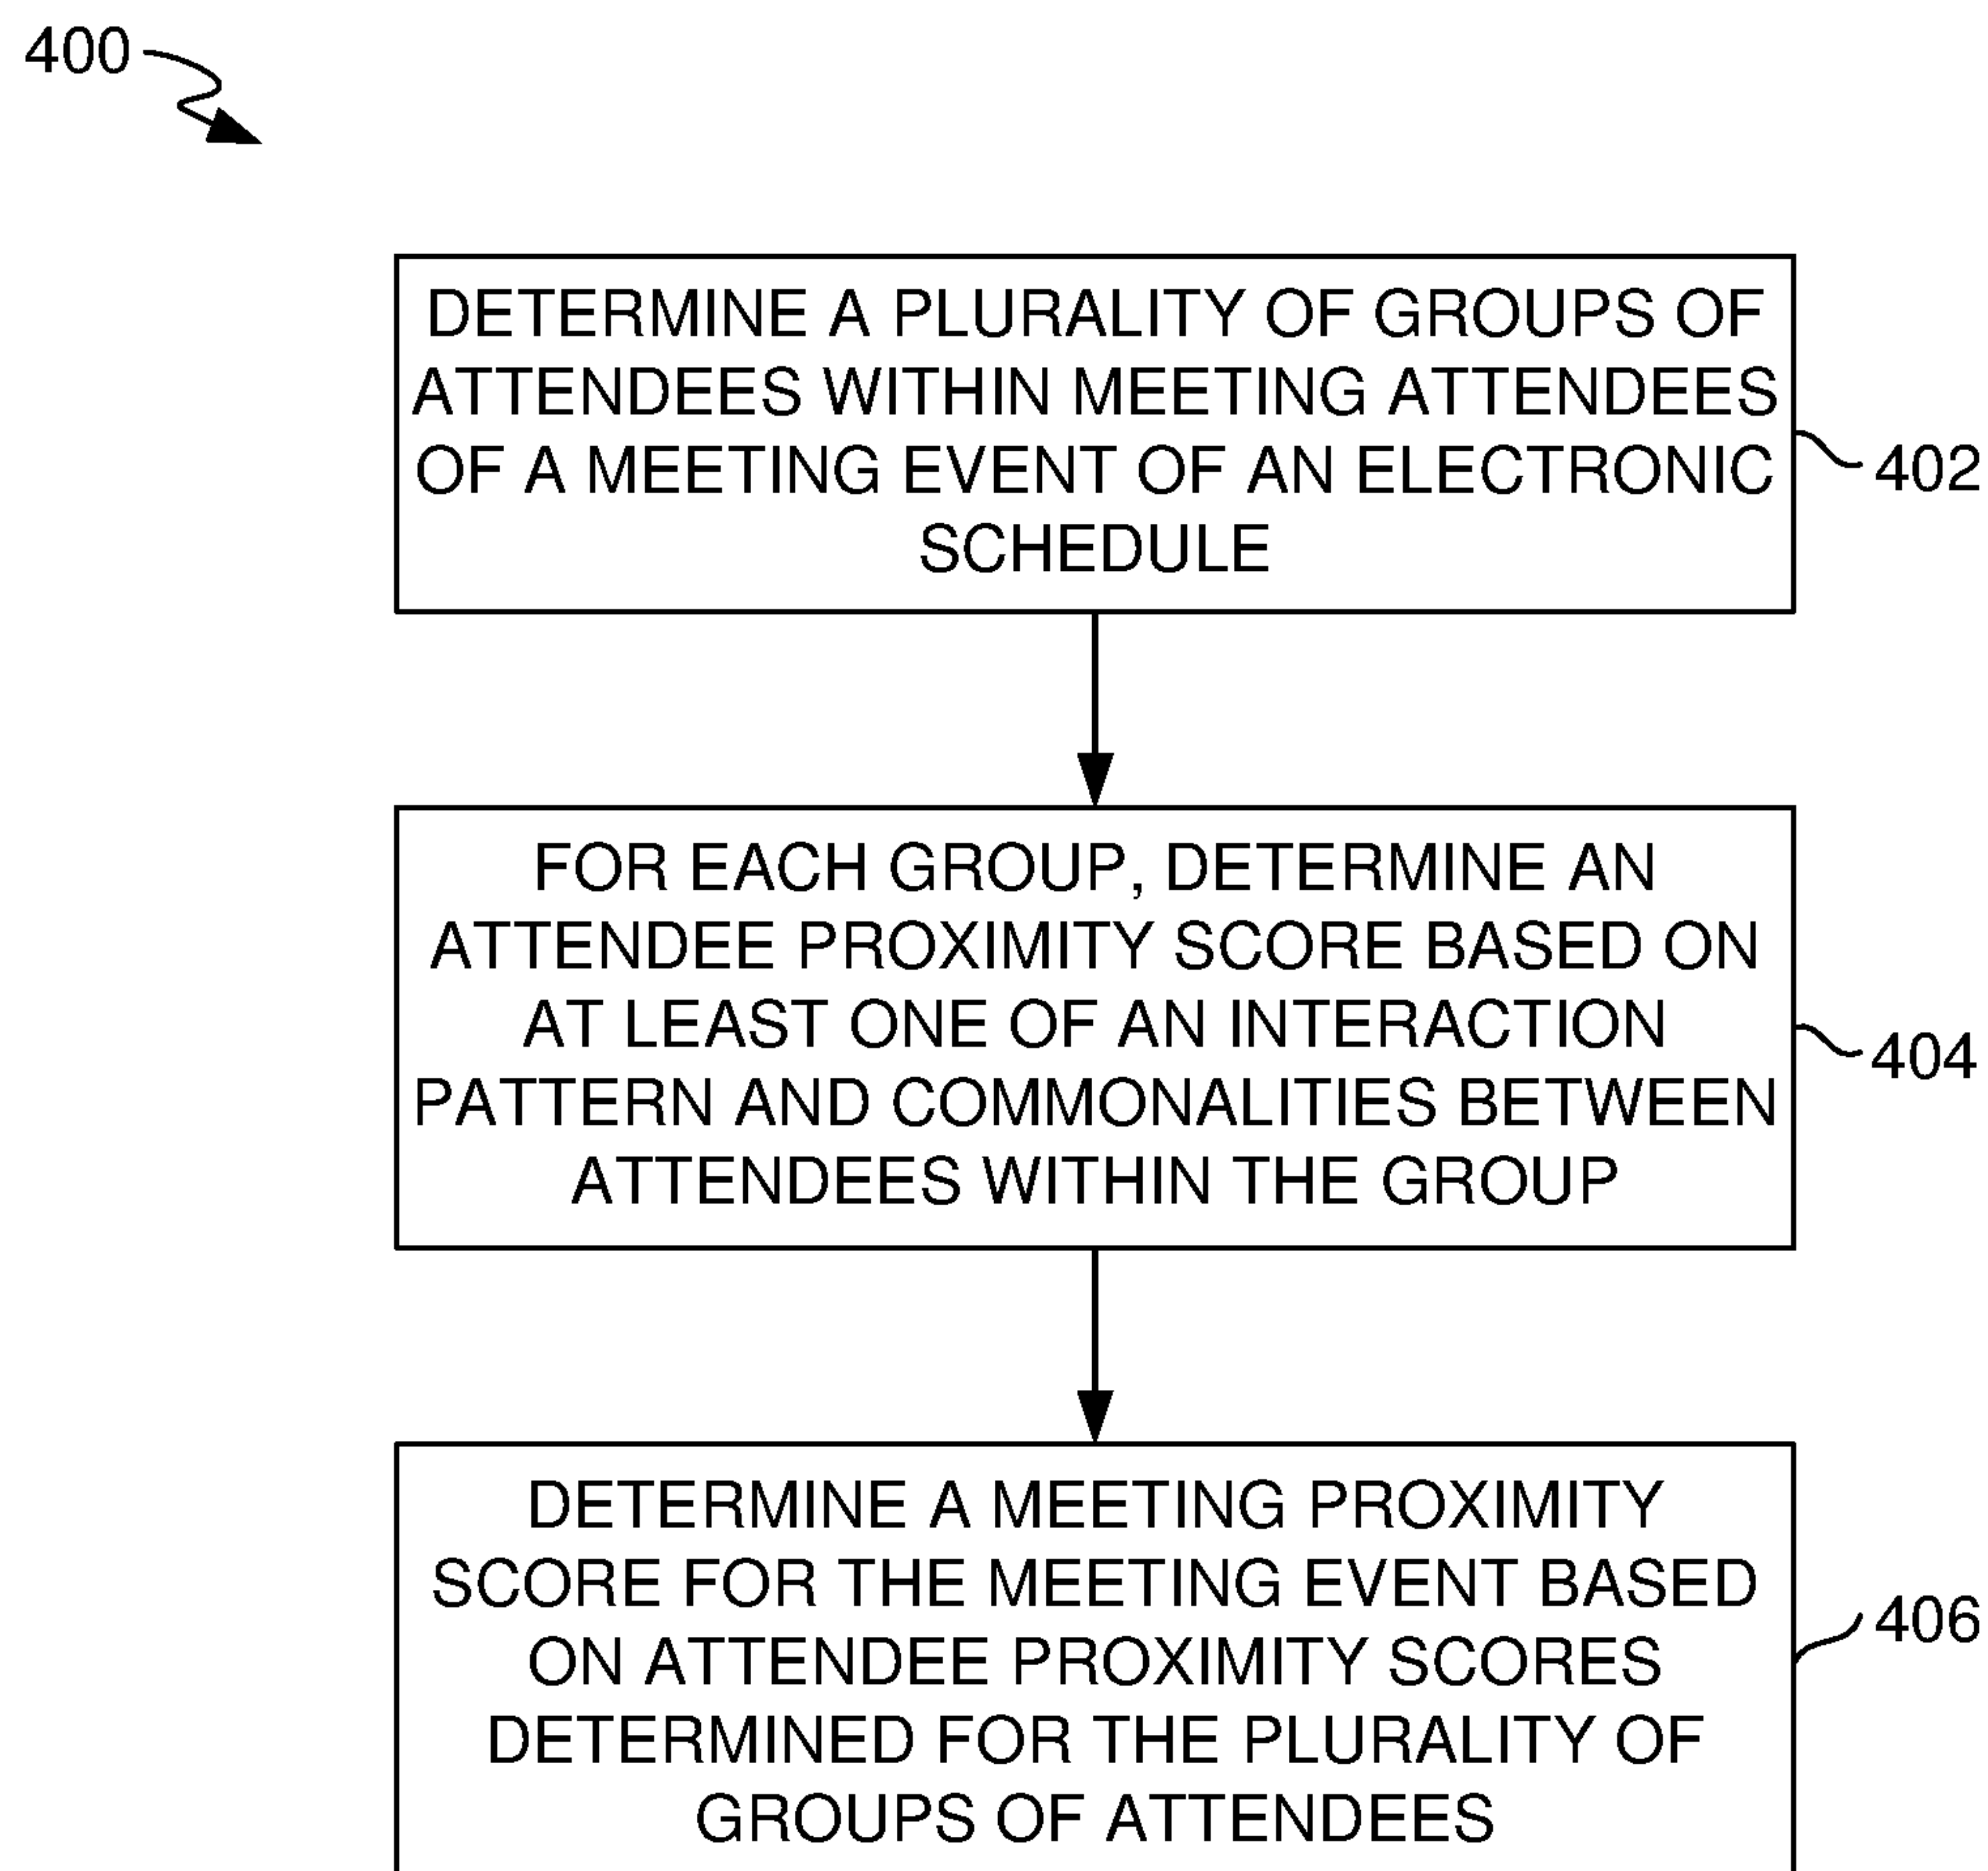 400
DETERMINE A PLURALITY OF GROUPS OF
ATTENDEES WITHIN MEETING ATTENDEES
OF A MEETING EVENT OF AN ELECTRONIC
SCHEDULE
402
FOR EACH GROUP, DETERMINE AN
ATTENDEE PROXIMITY SCORE BASED ON
AT LEAST ONE OF AN INTERACTION
PATTERN AND COMMONALITIES BETWEEN
ATTENDEES WITHIN THE GROUP
404
DETERMINE A MEETING PROXIMITY
SCORE FOR THE MEETING EVENT BASED
ON ATTENDEE PROXIMITY SCORES
DETERMINED FOR THE PLURALITY OF
GROUPS OF ATTENDEES
406